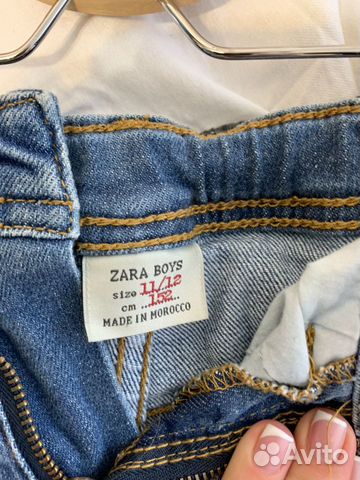 ZARA BOYS
size 11/12
cm ...152...
MADE IN MOROCCO
Avito